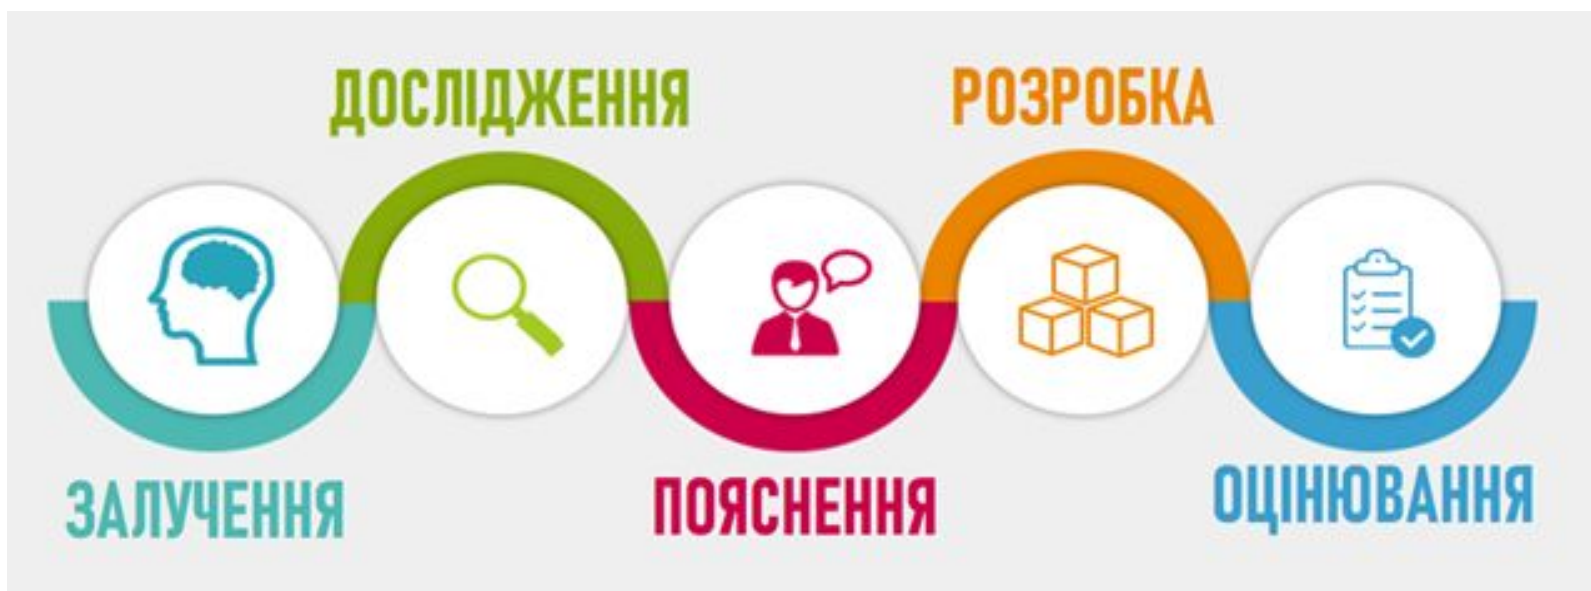 ЗАЛУЧЕННЯ
ДОСЛІДЖЕННЯ
ПОЯСНЕННЯ
РОЗРОБКА
ОЦІНЮВАННЯ